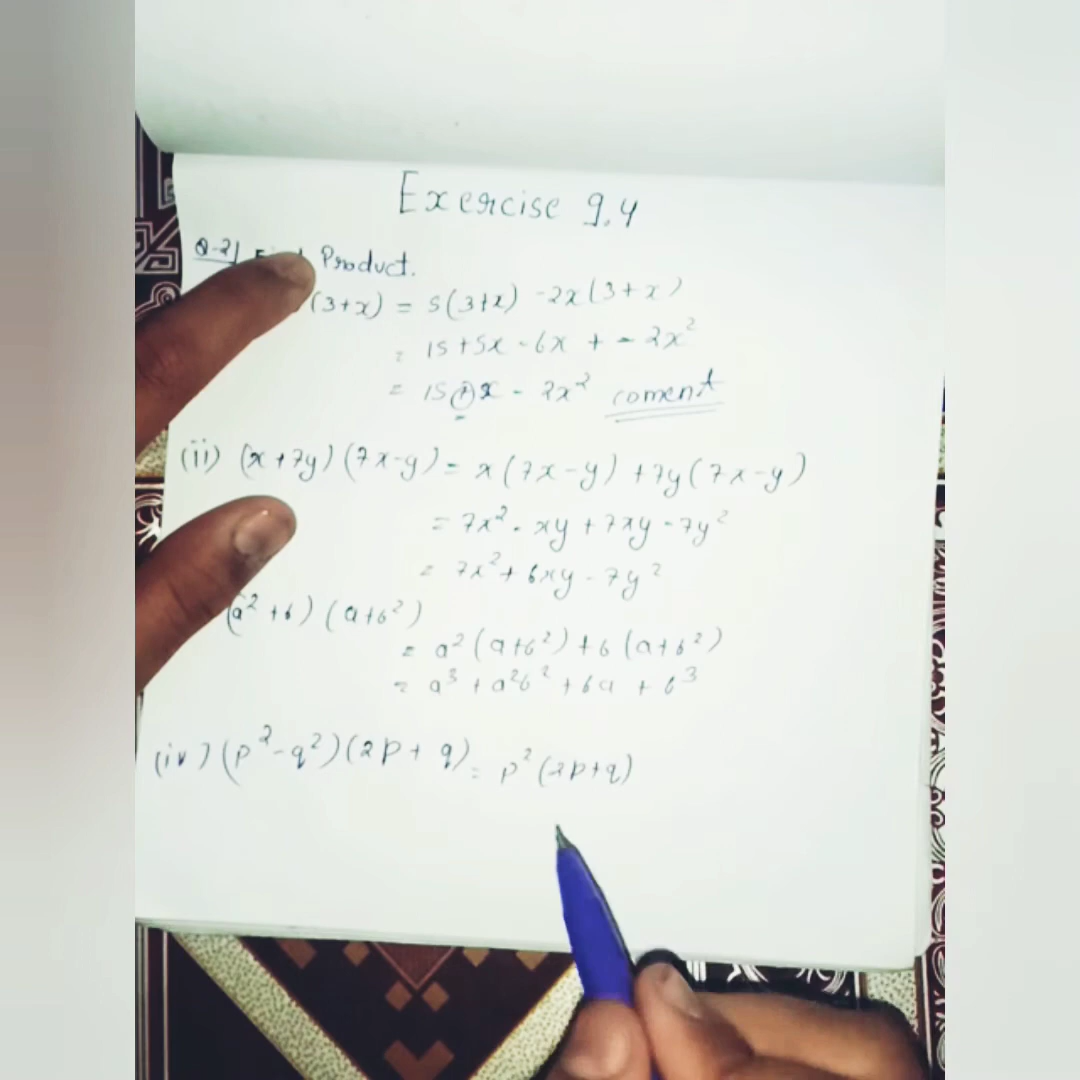 Exercise 9.4
Q-2| Product.
(3+x) = 5(3+x) -2x(3+x)
= 15+5x-6x + - 2x²
= 15+x - 2x² coment
(ii) (x+7y)(7x-y) = x(7x-y) +7y(7x-y)
= 7x² - xy + 7xy - 7y²
= 7x²+ 6xy - 7y²
(a² +b) (a+b²)
= a²(a+b²)+b(a+b²)
= a³ + a²b² + ba + b³
(iv) (p²-q²)(2p+ q) = p²(2p+q)